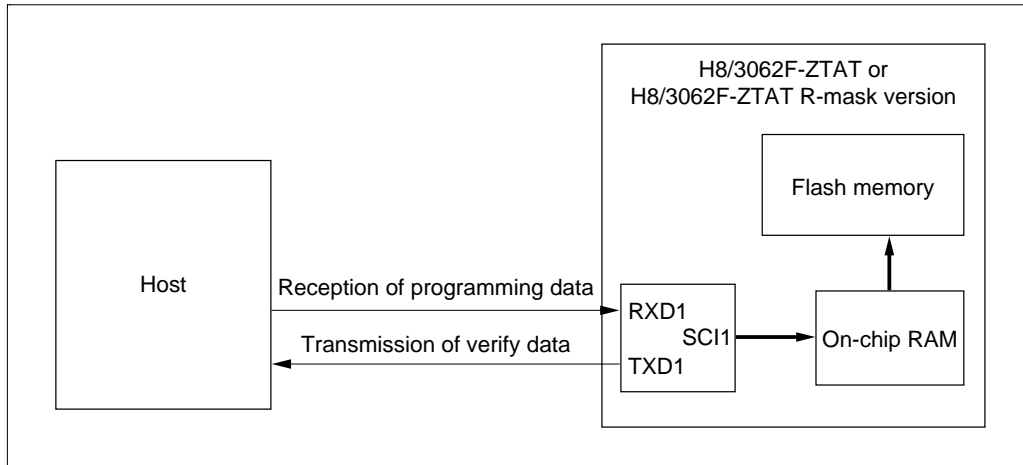 H8/3062F-ZTAT or
H8/3062F-ZTAT R-mask version
Flash memory
Host
Reception of programming data
RXD1
SCI1
On-chip RAM
Transmission of verify data
TXD1